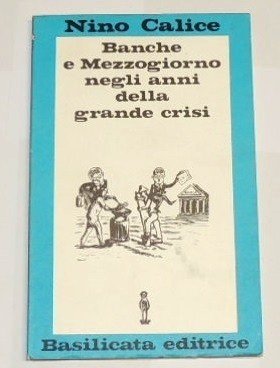 Nino Calice
Banche
e Mezzogiorno
negli anni
della
grande crisi
Basilicata editrice